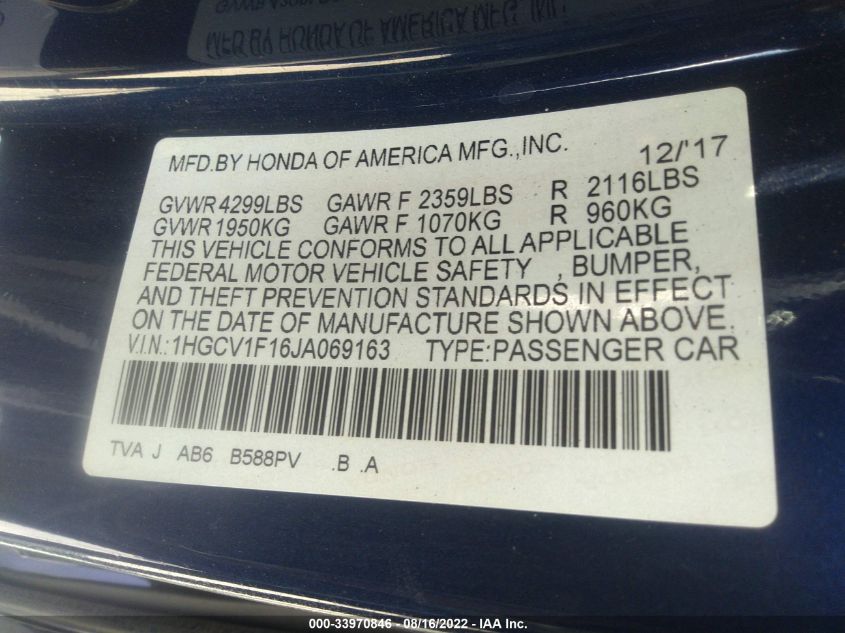 MFD.BY HONDA OF AMERICA MFG.,INC. 12/'17
GVWR 4299LBS GAWR F 2359LBS R 2116LBS
GVWR 1950KG GAWR F 1070KG R 960KG
THIS VEHICLE CONFORMS TO ALL APPLICABLE
FEDERAL MOTOR VEHICLE SAFETY , BUMPER,
AND THEFT PREVENTION STANDARDS IN EFFECT
ON THE DATE OF MANUFACTURE SHOWN ABOVE.
V.I.N.:1HGCV1F16JA069163 TYPE:PASSENGER CAR
TVA J AB6 B588PV .B .A
000-33970846 - 08/16/2022 - IAA Inc.